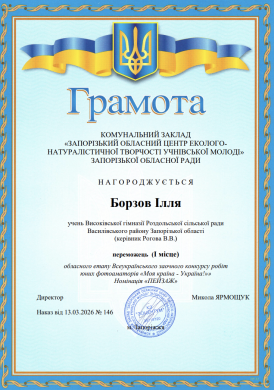 Грамота
КОМУНАЛЬНИЙ ЗАКЛАД
«ЗАПОРІЗЬКИЙ ОБЛАСНИЙ ЦЕНТР ЕКОЛОГО-
НАТУРАЛІСТИЧНОЇ ТВОРЧОСТІ УЧНІВСЬКОЇ МОЛОДІ»
ЗАПОРІЗЬКОЇ ОБЛАСНОЇ РАДИ
НАГОРОДЖУЄТЬСЯ
Борзов Ілля
учень Високівської гімназії Роздольської сільської ради
Василівського району Запорізької області
(керівник Рогова В.В.)
переможець (І місце)
обласного етапу Всеукраїнського заочного конкурсу робіт
юних фотоаматорів «Моя країна - Україна!»»
Номінація «ПЕЙЗАЖ»
Директор Микола ЯРМОЩУК
Наказ від 13.03.2026 № 146
м. Запоріжжя